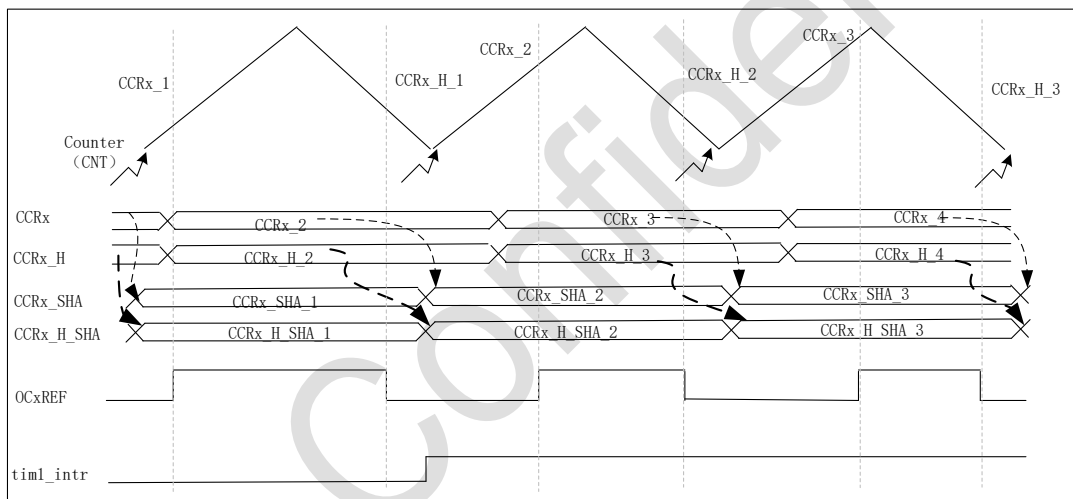 CCRx_1
CCRx_H_1
CCRx_2
CCRx_H_2
CCRx_3
CCRx_H_3
Counter
(CNT)
CCRx
CCRx_2
CCRx_3
CCRx_4
CCRx_H
CCRx_H_2
CCRx_H_3
CCRx_H_4
CCRx_SHA
CCRx_SHA_1
CCRx_SHA_2
CCRx_SHA_3
CCRx_H_SHA
CCRx_H_SHA_1
CCRx_H_SHA_2
CCRx_H_SHA_3
OCxREF
tim1_intr
Confide